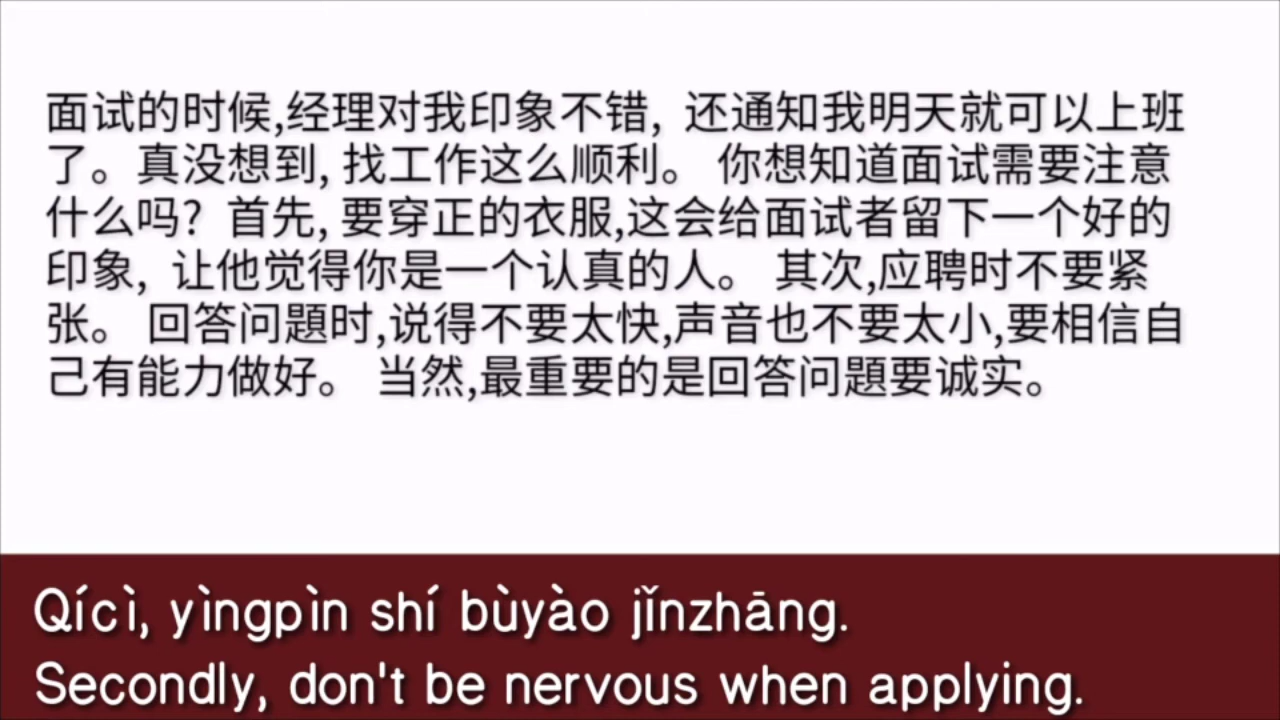 面试的时候,经理对我印象不错, 还通知我明天就可以上班
了。真没想到, 找工作这么顺利。 你想知道面试需要注意
什么吗? 首先, 要穿正的衣服,这会给面试者留下一个好的
印象, 让他觉得你是一个认真的人。 其次,应聘时不要紧
张。 回答问題时,说得不要太快,声音也不要太小,要相信自
己有能力做好。 当然,最重要的是回答问題要诚实。
Qícì, yìngpìn shí bùyào jǐnzhāng.
Secondly, don't be nervous when applying.